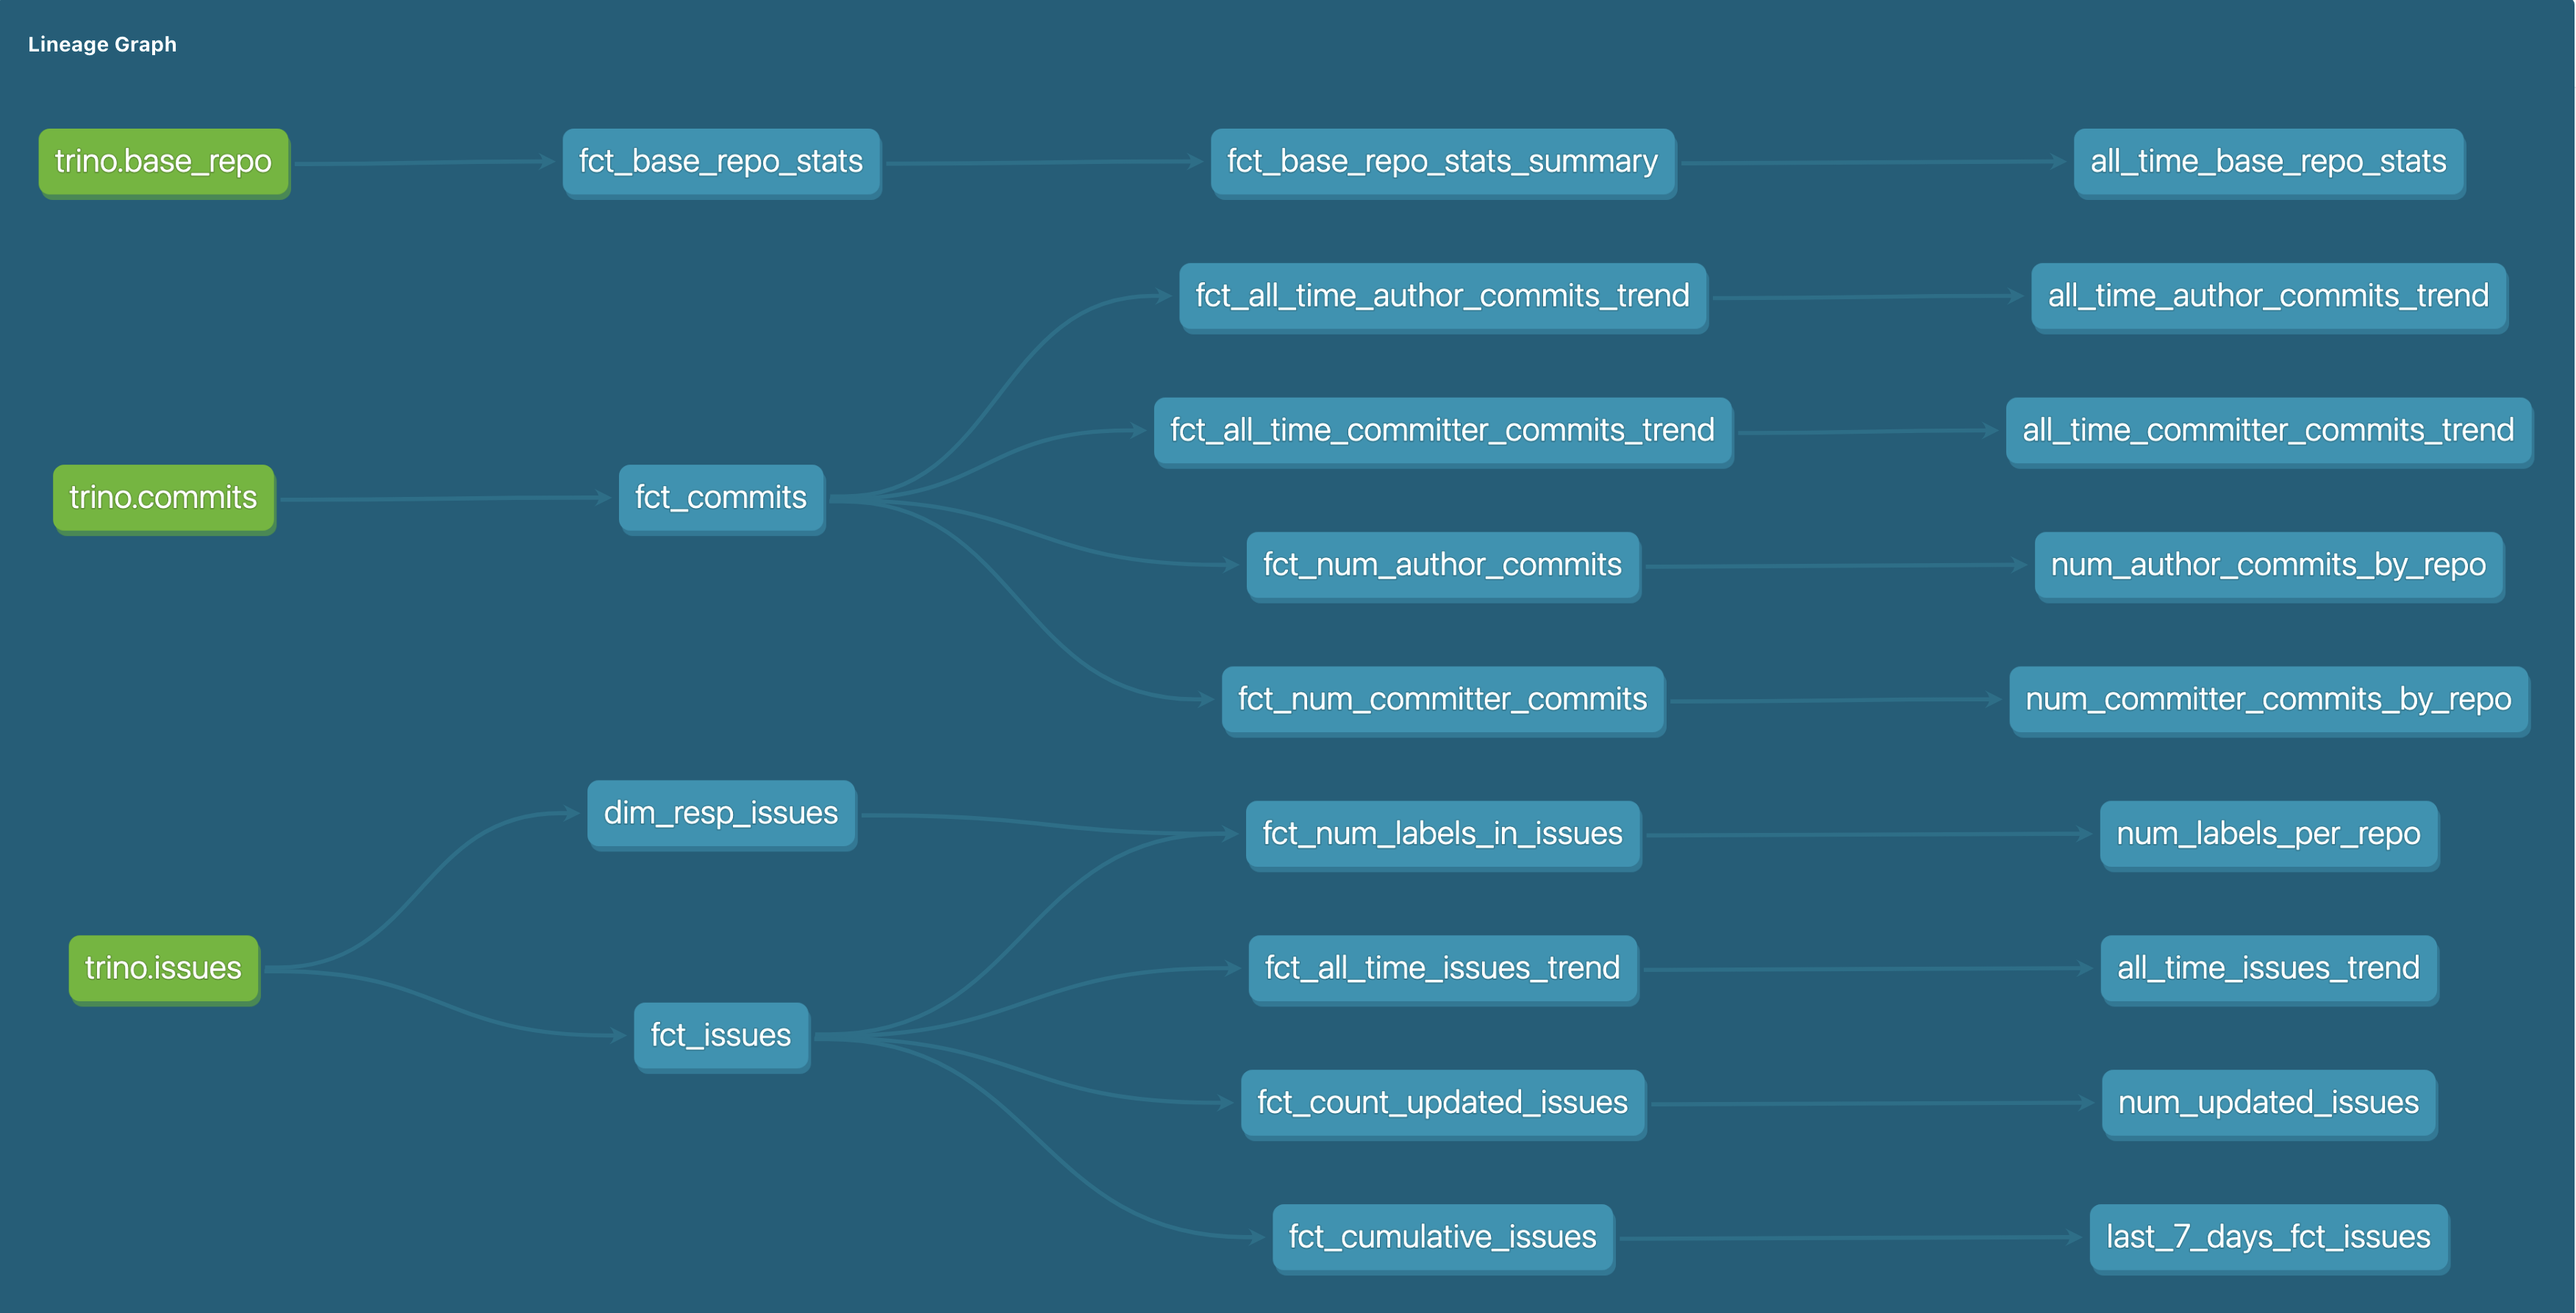 Lineage Graph
trino.base_repo
fct_base_repo_stats
fct_base_repo_stats_summary
all_time_base_repo_stats
fct_all_time_author_commits_trend
all_time_author_commits_trend
fct_all_time_committer_commits_trend
all_time_committer_commits_trend
trino.commits
fct_commits
fct_num_author_commits
num_author_commits_by_repo
fct_num_committer_commits
num_committer_commits_by_repo
dim_resp_issues
fct_num_labels_in_issues
num_labels_per_repo
trino.issues
fct_all_time_issues_trend
all_time_issues_trend
fct_issues
fct_count_updated_issues
num_updated_issues
fct_cumulative_issues
last_7_days_fct_issues